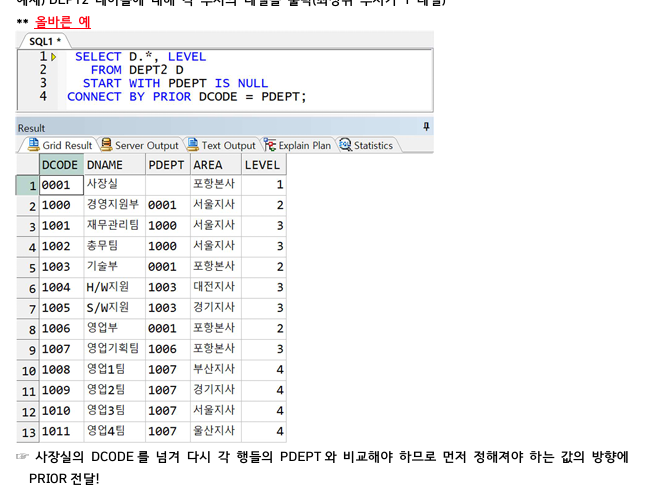 예제) DEPT2 테이블에 대해 각 부서의 레벨을 출력(최상위 부서가 1 레벨)
** 올바른 예
SQL1 *
1 SELECT D.*, LEVEL
2 FROM DEPT2 D
3 START WITH PDEPT IS NULL
4 CONNECT BY PRIOR DCODE = PDEPT;
Result
Grid Result Server Output Text Output Explain Plan Statistics
DCODE DNAME PDEPT AREA LEVEL
1 0001 사장실 포항본사 1
2 1000 경영지원부 0001 서울지사 2
3 1001 재무관리팀 1000 서울지사 3
4 1002 총무팀 1000 서울지사 3
5 1003 기술부 0001 포항본사 2
6 1004 H/W지원 1003 대전지사 3
7 1005 S/W지원 1003 경기지사 3
8 1006 영업부 0001 포항본사 2
9 1007 영업기획팀 1006 포항본사 3
10 1008 영업1팀 1007 부산지사 4
11 1009 영업2팀 1007 경기지사 4
12 1010 영업3팀 1007 서울지사 4
13 1011 영업4팀 1007 울산지사 4
☞ 사장실의 DCODE를 넘겨 다시 각 행들의 PDEPT와 비교해야 하므로 먼저 정해져야 하는 값의 방향에
PRIOR 전달!